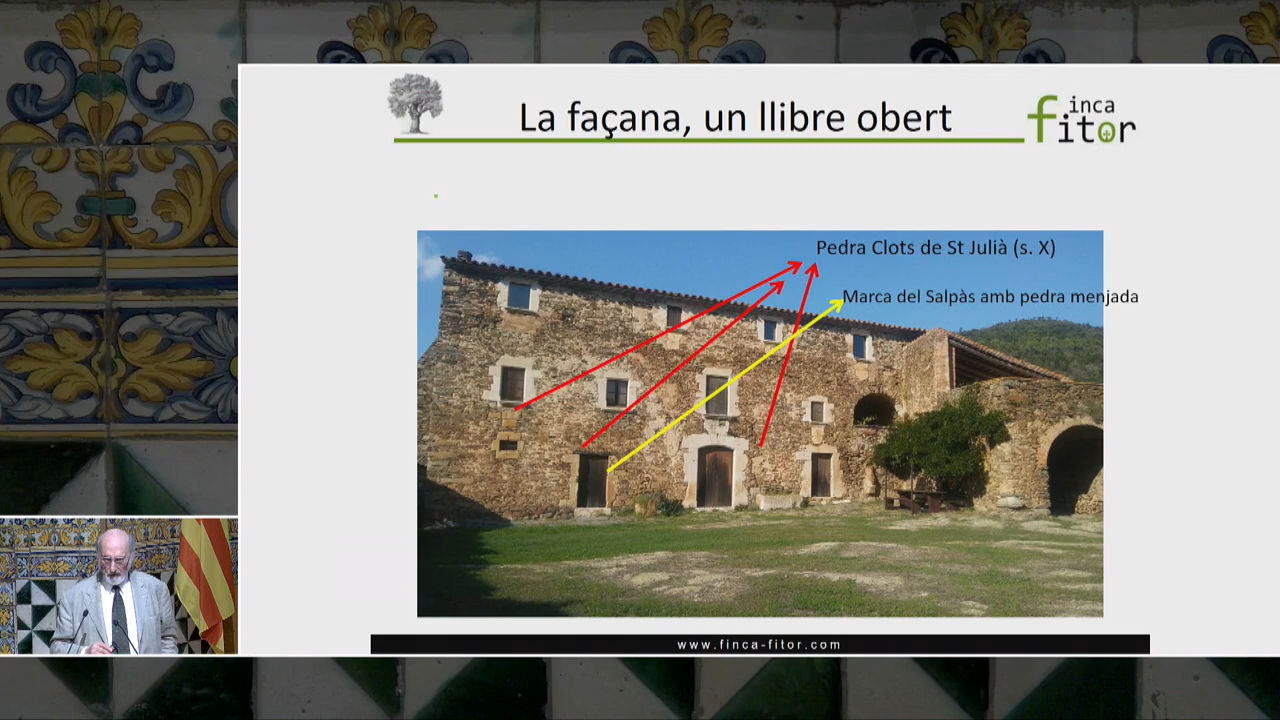 La façana, un llibre obert
finca
fitor
Pedra Clots de St Julià (s. X)
Marca del Salpàs amb pedra menjada
www.finca-fitor.com